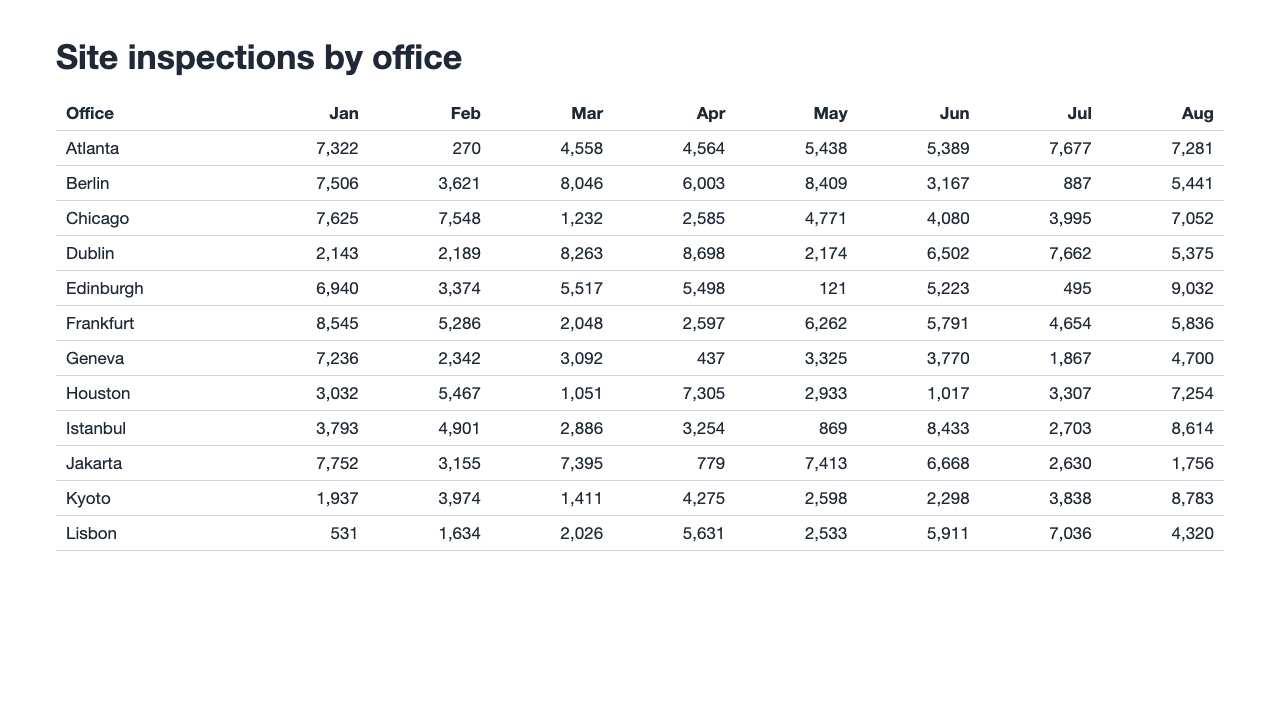 Site inspections by office
Office Jan Feb Mar Apr May Jun Jul Aug
Atlanta 7,322 270 4,558 4,564 5,438 5,389 7,677 7,281
Berlin 7,506 3,621 8,046 6,003 8,409 3,167 887 5,441
Chicago 7,625 7,548 1,232 2,585 4,771 4,080 3,995 7,052
Dublin 2,143 2,189 8,263 8,698 2,174 6,502 7,662 5,375
Edinburgh 6,940 3,374 5,517 5,498 121 5,223 495 9,032
Frankfurt 8,545 5,286 2,048 2,597 6,262 5,791 4,654 5,836
Geneva 7,236 2,342 3,092 437 3,325 3,770 1,867 4,700
Houston 3,032 5,467 1,051 7,305 2,933 1,017 3,307 7,254
Istanbul 3,793 4,901 2,886 3,254 869 8,433 2,703 8,614
Jakarta 7,752 3,155 7,395 779 7,413 6,668 2,630 1,756
Kyoto 1,937 3,974 1,411 4,275 2,598 2,298 3,838 8,783
Lisbon 531 1,634 2,026 5,631 2,533 5,911 7,036 4,320